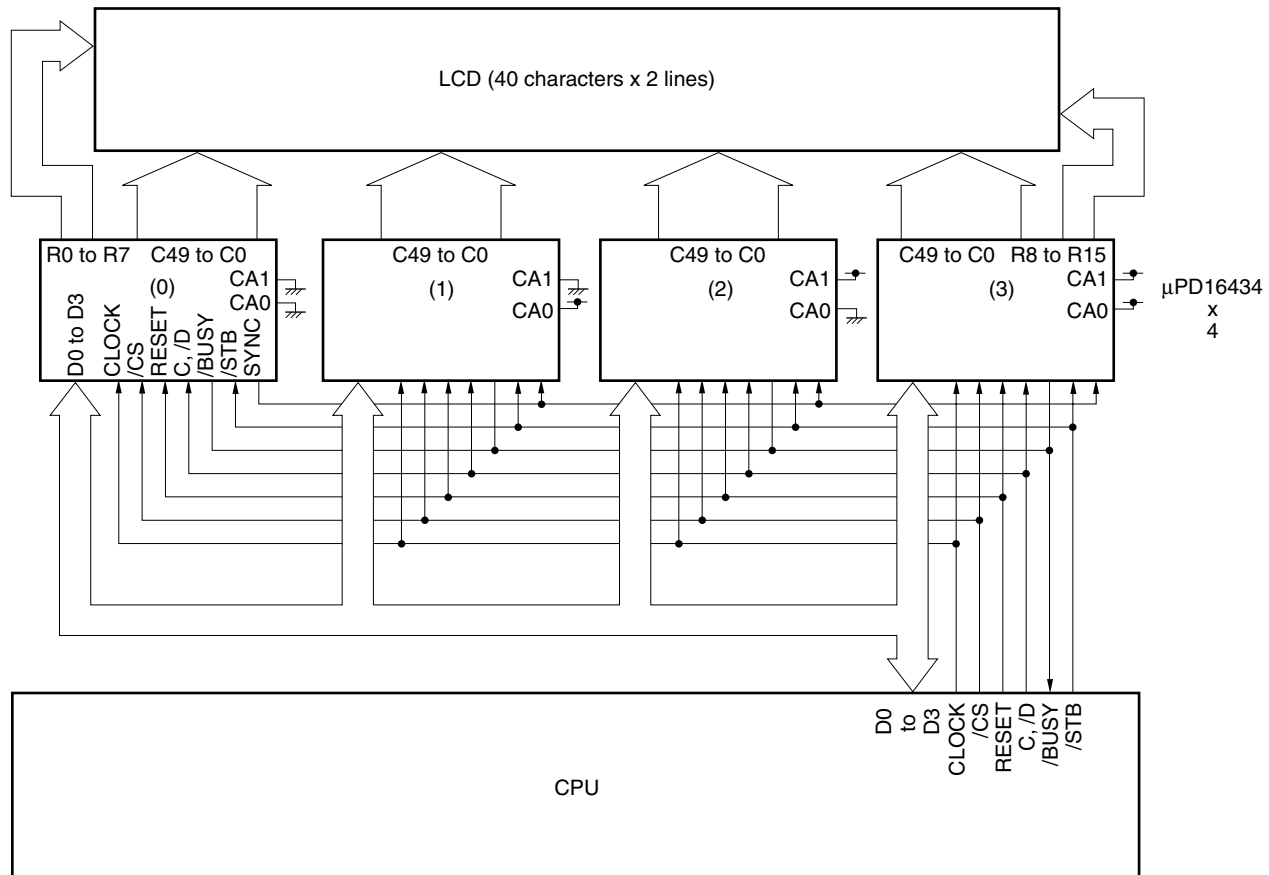 LCD (40 characters x 2 lines)
R0 to R7 C49 to C0
(0)
CA1
CA0
D0 to D3
CLOCK
/CS
RESET
C, /D
/BUSY
/STB
SYNC
C49 to C0
(1)
CA1
CA0
C49 to C0
(2)
CA1
CA0
C49 to C0 R8 to R15
(3)
CA1
CA0
μPD16434
x
4
D0
to
D3
CLOCK
/CS
RESET
C, /D
/BUSY
/STB
CPU